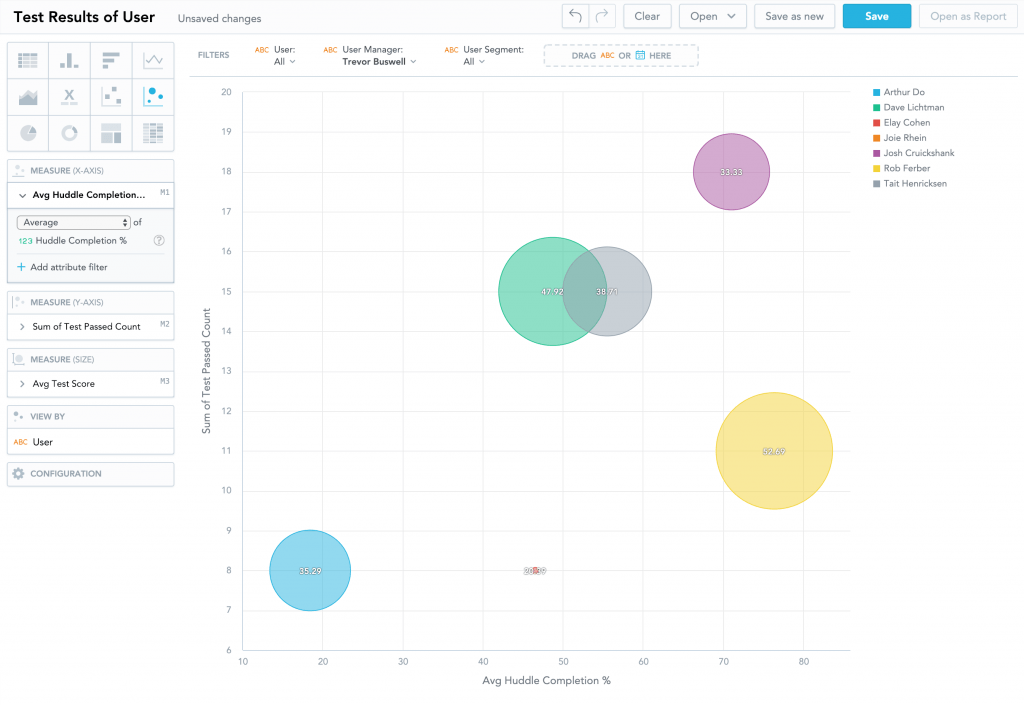 Test Results of User
Unsaved changes
Clear
Open
Save as new
Save
Open as Report
FILTERS
ABC User:
All
ABC User Manager:
Trevor Buswell
ABC User Segment:
All
DRAG ABC OR HERE
X
MEASURE (X-AXIS)
Avg Huddle Completion... M1
Average of
123 Huddle Completion % ?
+ Add attribute filter
MEASURE (Y-AXIS)
Sum of Test Passed Count M2
MEASURE (SIZE)
Avg Test Score M3
VIEW BY
ABC User
CONFIGURATION
Sum of Test Passed Count
20
19
18
17
16
15
14
13
12
11
10
9
8
7
6
33.33
47.92
38.71
52.69
35.29
20.39
10 20 30 40 50 60 70 80
Avg Huddle Completion %
Arthur Do
Dave Lichtman
Elay Cohen
Joie Rhein
Josh Cruickshank
Rob Ferber
Tait Henricksen